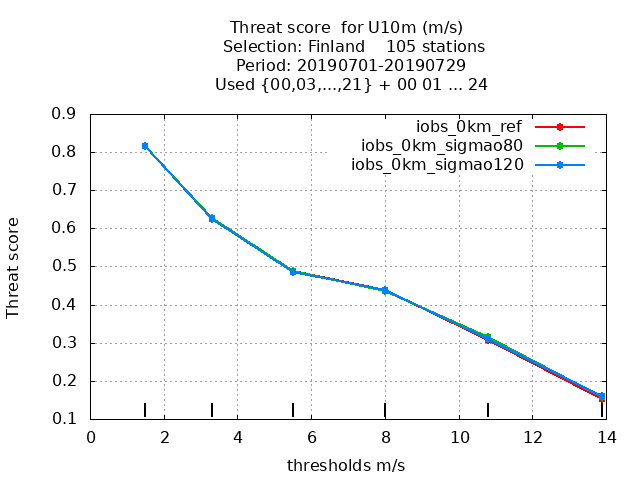 Threat score  for U10m (m/s)
Selection: Finland    105 stations
Period: 20190701-20190729
Used {00,03,...,21} + 00 01 ... 24
iobs_0km_ref
iobs_0km_sigmao80
iobs_0km_sigmao120
Threat score
0.9
0.8
0.7
0.6
0.5
0.4
0.3
0.2
0.1
0 2 4 6 8 10 12 14
thresholds m/s